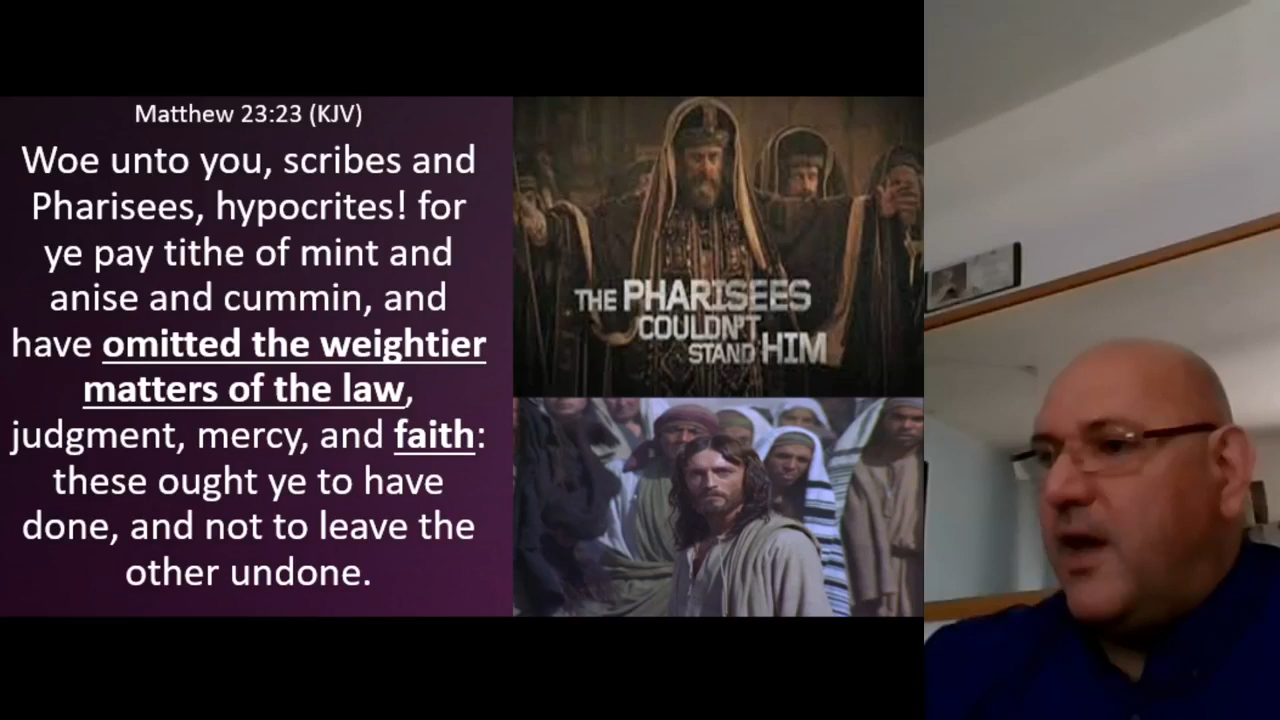 Matthew 23:23 (KJV)
Woe unto you, scribes and
Pharisees, hypocrites! for
ye pay tithe of mint and
anise and cummin, and
have omitted the weightier
matters of the law,
judgment, mercy, and faith:
these ought ye to have
done, and not to leave the
other undone.
THE PHARISEES
COULDN'T
STAND HIM